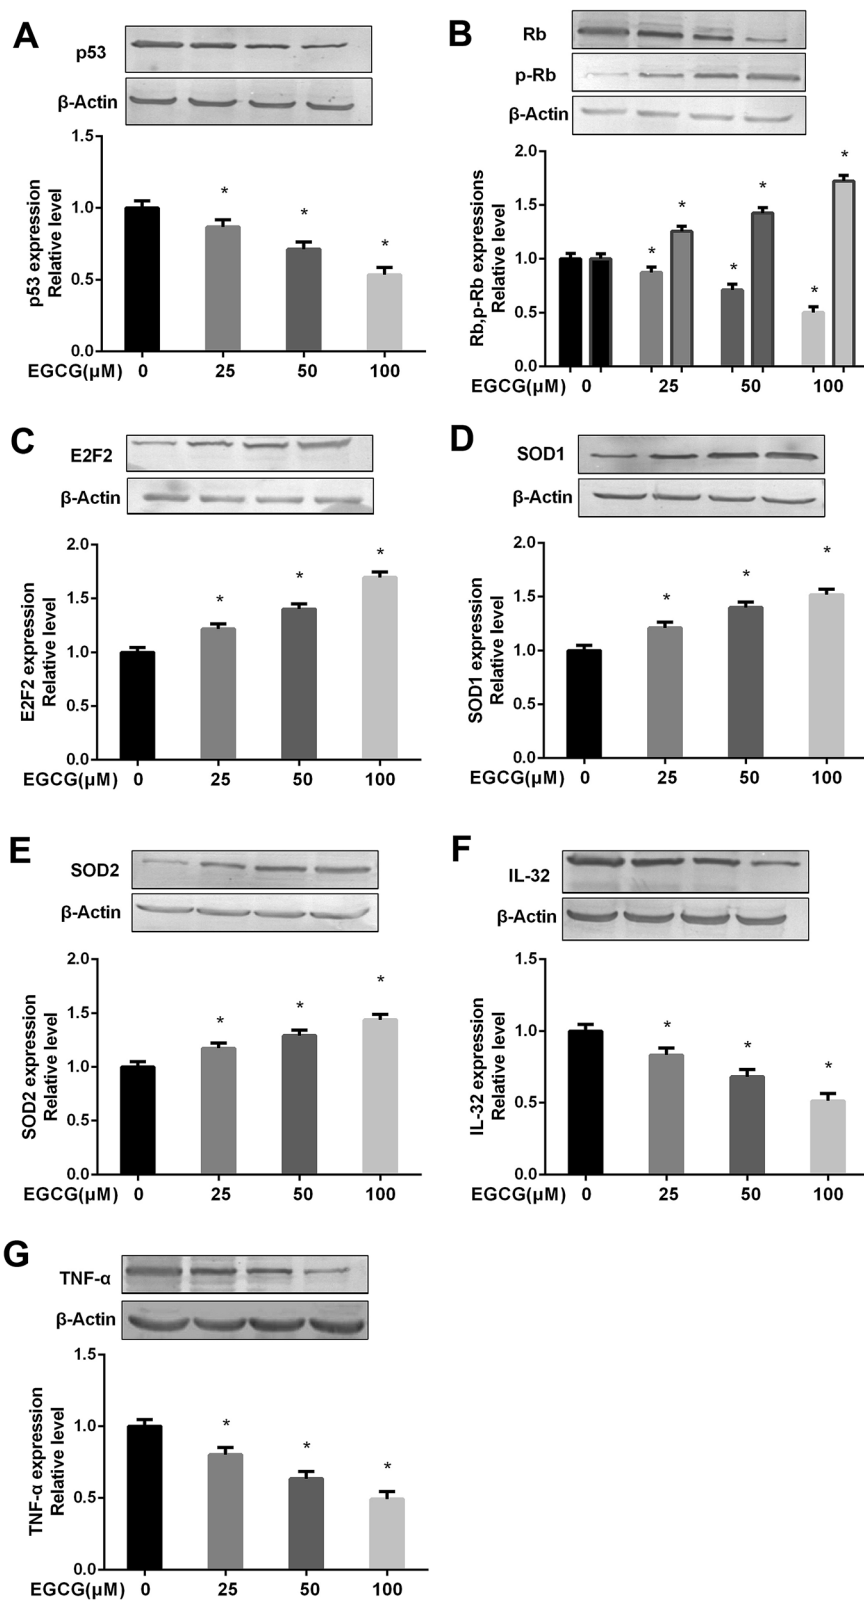 A
p53
β-Actin
p53 expression
Relative level
1.5
1.0
0.5
0.0
*
*
*
EGCG(μM) 0 25 50 100
B
Rb
p-Rb
β-Actin
Rb,p-Rb expressions
Relative level
2.0
1.5
1.0
0.5
0.0
*
*
*
*
*
*
EGCG(μM) 0 25 50 100
C
E2F2
β-Actin
E2F2 expression
Relative level
2.0
1.5
1.0
0.5
0.0
*
*
*
EGCG(μM) 0 25 50 100
D
SOD1
β-Actin
SOD1 expression
Relative level
2.0
1.5
1.0
0.5
0.0
*
*
*
EGCG(μM) 0 25 50 100
E
SOD2
β-Actin
SOD2 expression
Relative level
2.0
1.5
1.0
0.5
0.0
*
*
*
EGCG(μM) 0 25 50 100
F
IL-32
β-Actin
IL-32 expression
Relative level
1.5
1.0
0.5
0.0
*
*
*
EGCG(μM) 0 25 50 100
G
TNF-α
β-Actin
TNF-α expression
Relative level
1.5
1.0
0.5
0.0
*
*
*
EGCG(μM) 0 25 50 100